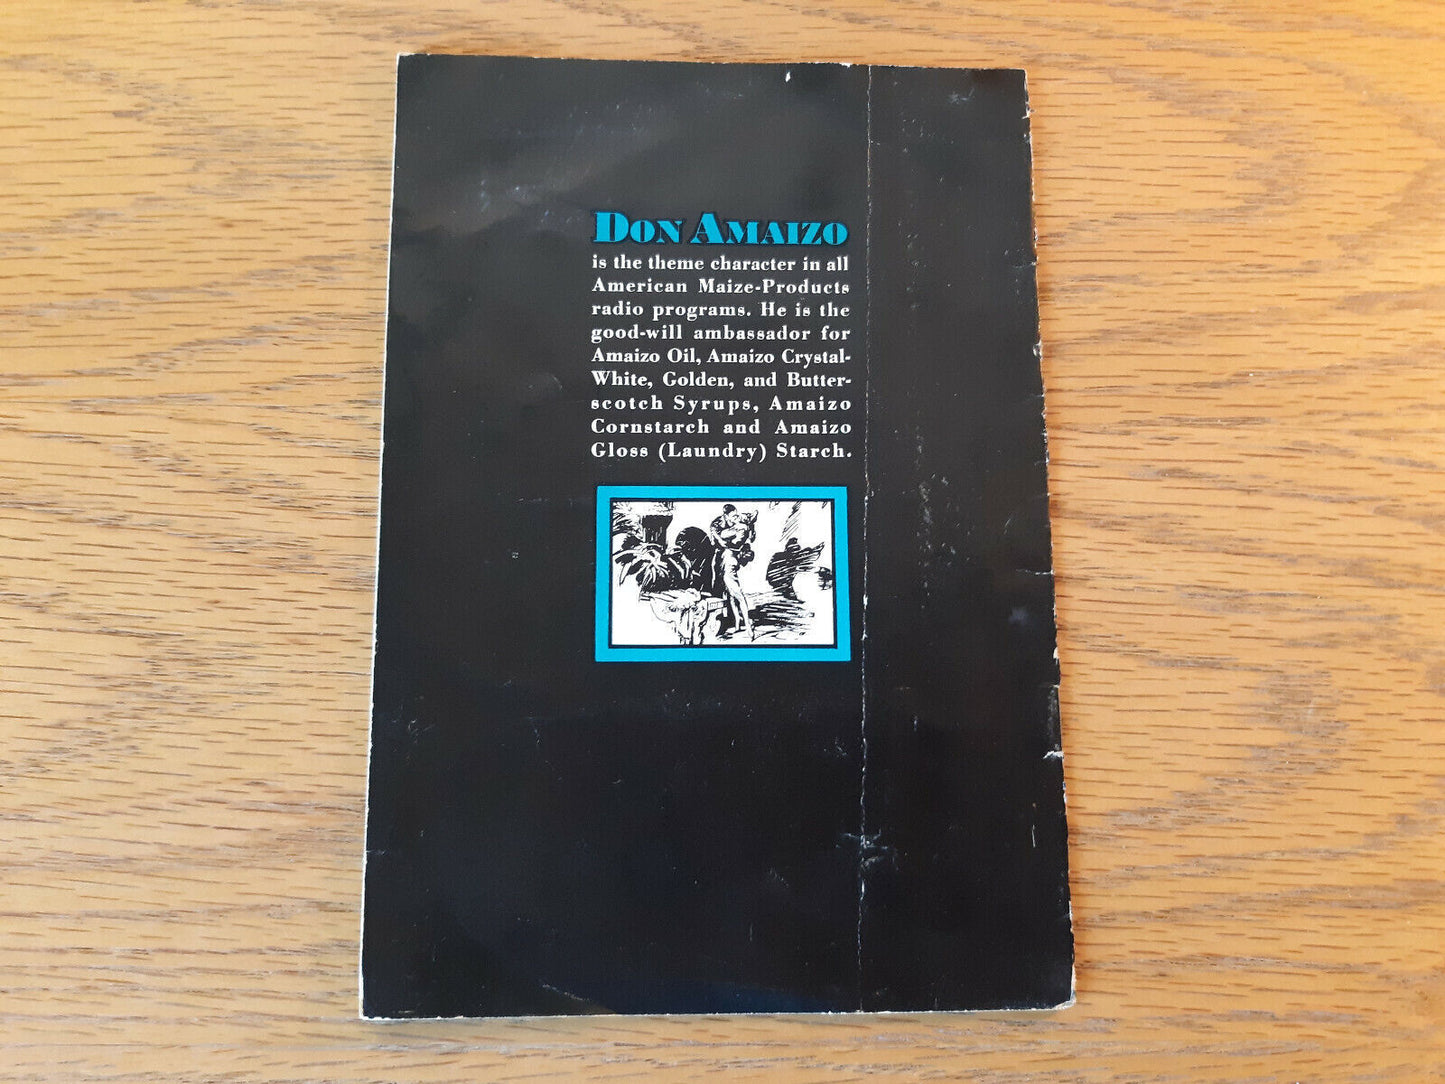 DON AMAIZO
is the theme character in all
American Maize-Products
radio programs. He is the
good-will ambassador for
Amaizo Oil, Amaizo Crystal-
White, Golden, and Butter-
scotch Syrups, Amaizo
Cornstarch and Amaizo
Gloss (Laundry) Starch.